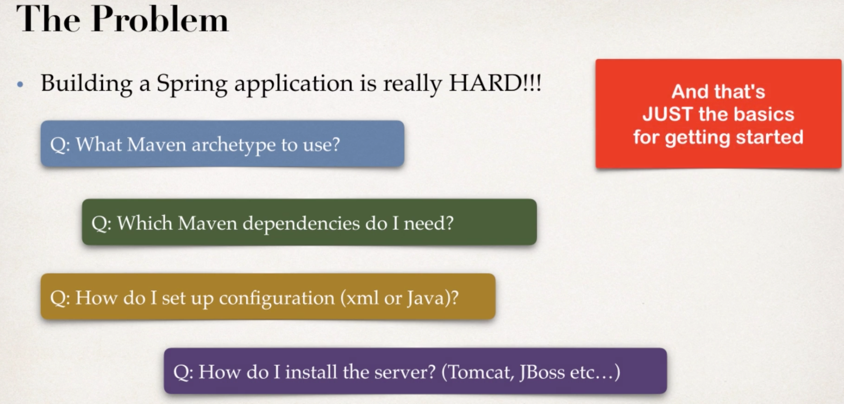 The Problem
• Building a Spring application is really HARD!!!
And that's
JUST the basics
for getting started
Q: What Maven archetype to use?
Q: Which Maven dependencies do I need?
Q: How do I set up configuration (xml or Java)?
Q: How do I install the server? (Tomcat, JBoss etc...)